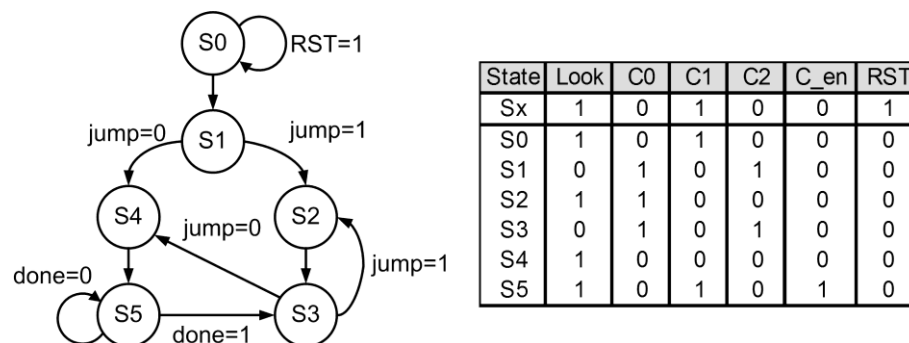 S0
RST=1
jump=0
S1
jump=1
S4
jump=0
S2
done=0
jump=1
S5
done=1
S3
State Look C0 C1 C2 C_en RST
Sx 1 0 1 0 0 1
S0 1 0 1 0 0 0
S1 0 1 0 1 0 0
S2 1 1 0 0 0 0
S3 0 1 0 1 0 0
S4 1 0 0 0 0 0
S5 1 0 1 0 1 0